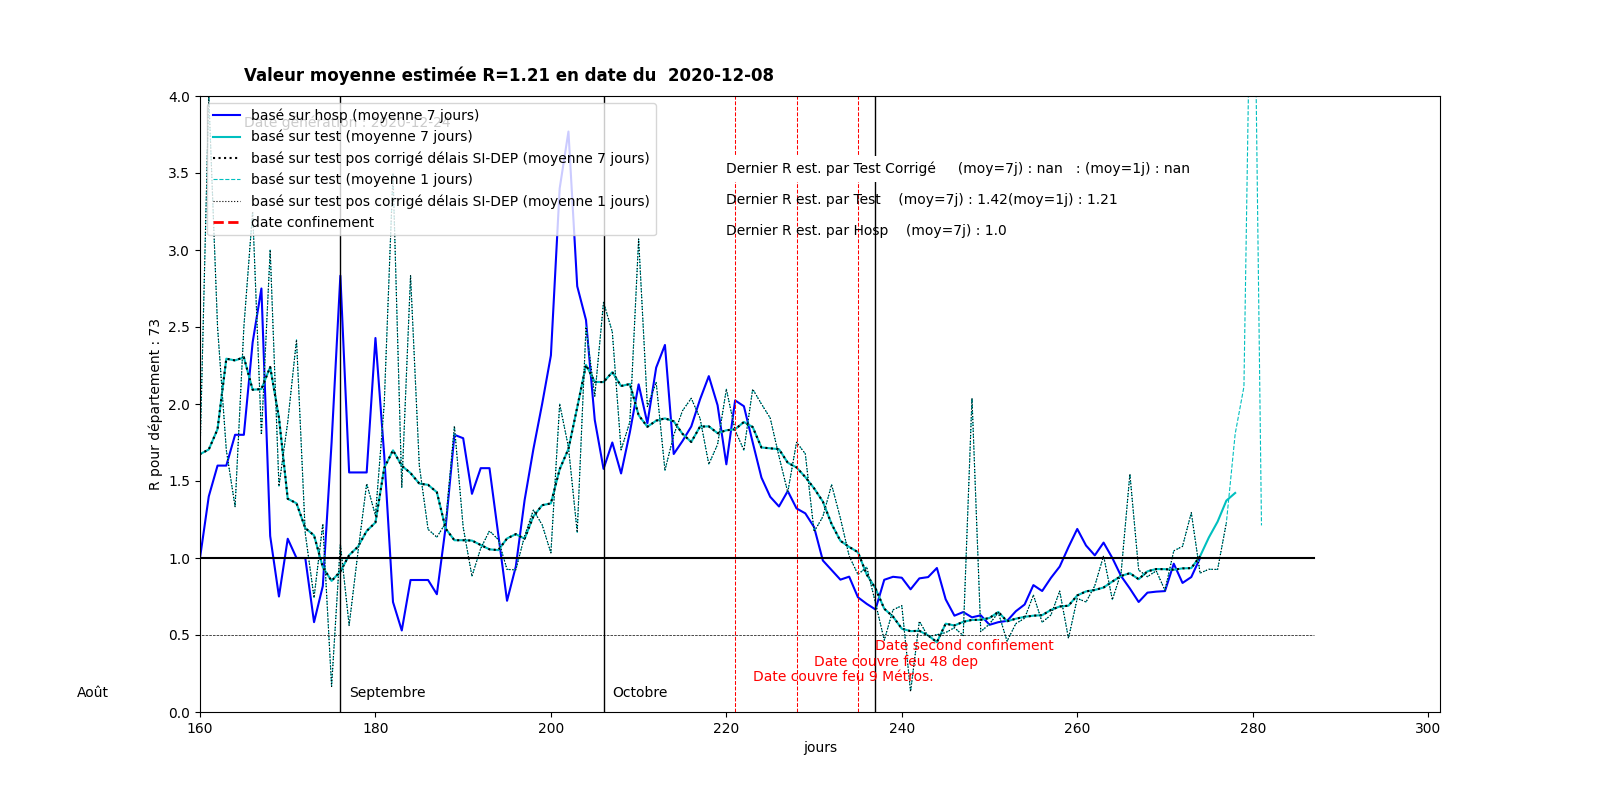 Valeur moyenne estimée R=1.21 en date du  2020-12-08
Date génération : 2020-12-24
basé sur hosp (moyenne 7 jours)
basé sur test (moyenne 7 jours)
basé sur test pos corrigé délais SI-DEP (moyenne 7 jours)
basé sur test (moyenne 1 jours)
basé sur test pos corrigé délais SI-DEP (moyenne 1 jours)
date confinement
Dernier R est. par Test Corrigé     (moy=7j) : nan   : (moy=1j) : nan
Dernier R est. par Test    (moy=7j) : 1.42(moy=1j) : 1.21
Dernier R est. par Hosp    (moy=7j) : 1.0
4.0
3.5
3.0
2.5
2.0
1.5
1.0
0.5
0.0
R pour département : 73
Date second confinement
Date couvre feu 48 dep
Date couvre feu 9 Métros.
Août
Septembre
Octobre
160 180 200 220 240 260 280 300
jours